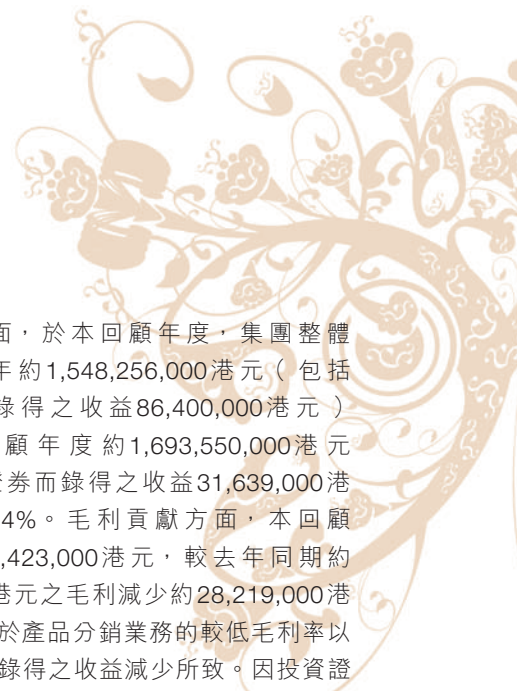 面，於本回顧年度，集團整體
年約1,548,256,000港元（包括
錄得之收益86,400,000港元）
顧年度約1,693,550,000港元
證券而錄得之收益31,639,000港
4%。毛利貢獻方面，本回顧
,423,000港元，較去年同期約
港元之毛利減少約28,219,000港
於產品分銷業務的較低毛利率以
錄得之收益減少所致。因投資證